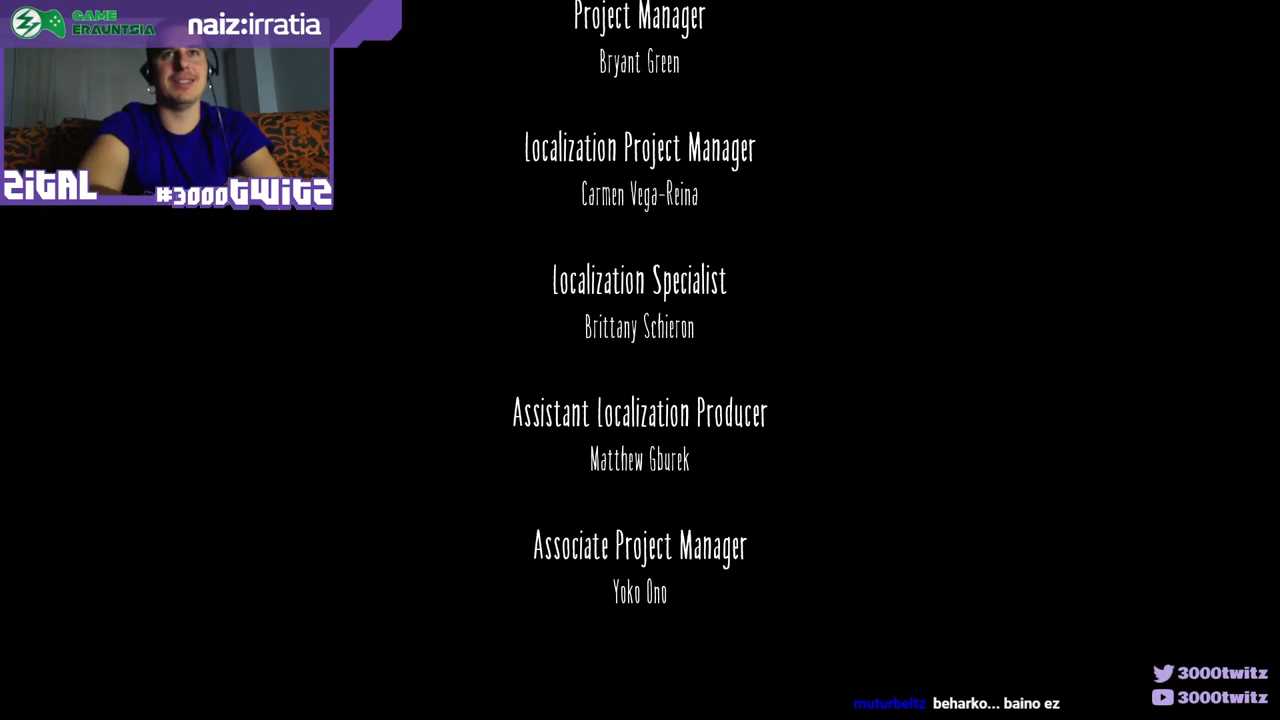 GAME
ERAUNTSIA
naiz:irratia
ZITAL
#3000TWITZ
Project Manager
Bryant Green
Localization Project Manager
Carmen Vega-Reina
Localization Specialist
Brittany Schieron
Assistant Localization Producer
Matthew Gburek
Associate Project Manager
Yoko Ono
3000twitz
3000twitz
muturbeltz beharko... baino ez